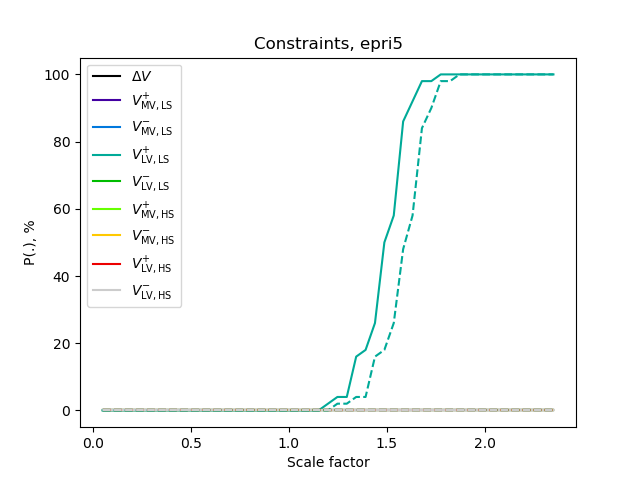 Constraints, epri5
P(.), %
100
80
60
40
20
0
ΔV
V⁺MV, LS
V⁻MV, LS
V⁺LV, LS
V⁻LV, LS
V⁺MV, HS
V⁻MV, HS
V⁺LV, HS
V⁻LV, HS
0.0 0.5 1.0 1.5 2.0
Scale factor